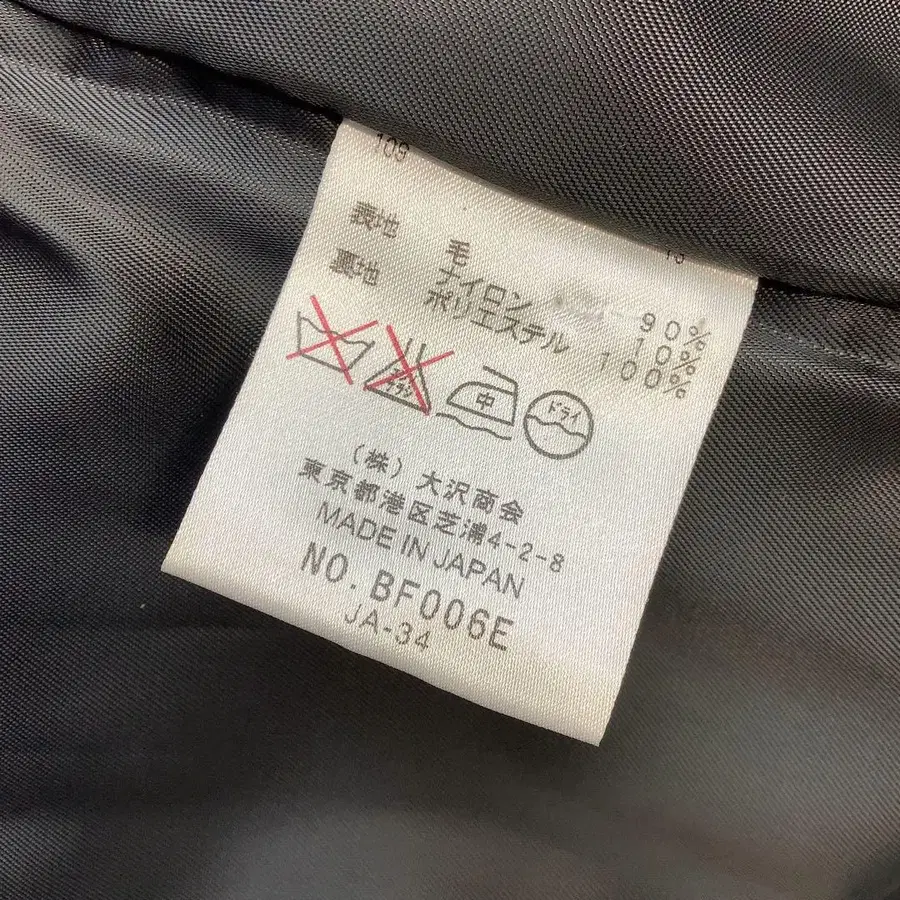 109 15
表地 毛 90%
ナイロン 10%
裏地 ポリエステル 100%
中 ドライ
(株) 大沢商会
東京都港区芝浦4-2-8
MADE IN JAPAN
NO. BF006E
JA-34